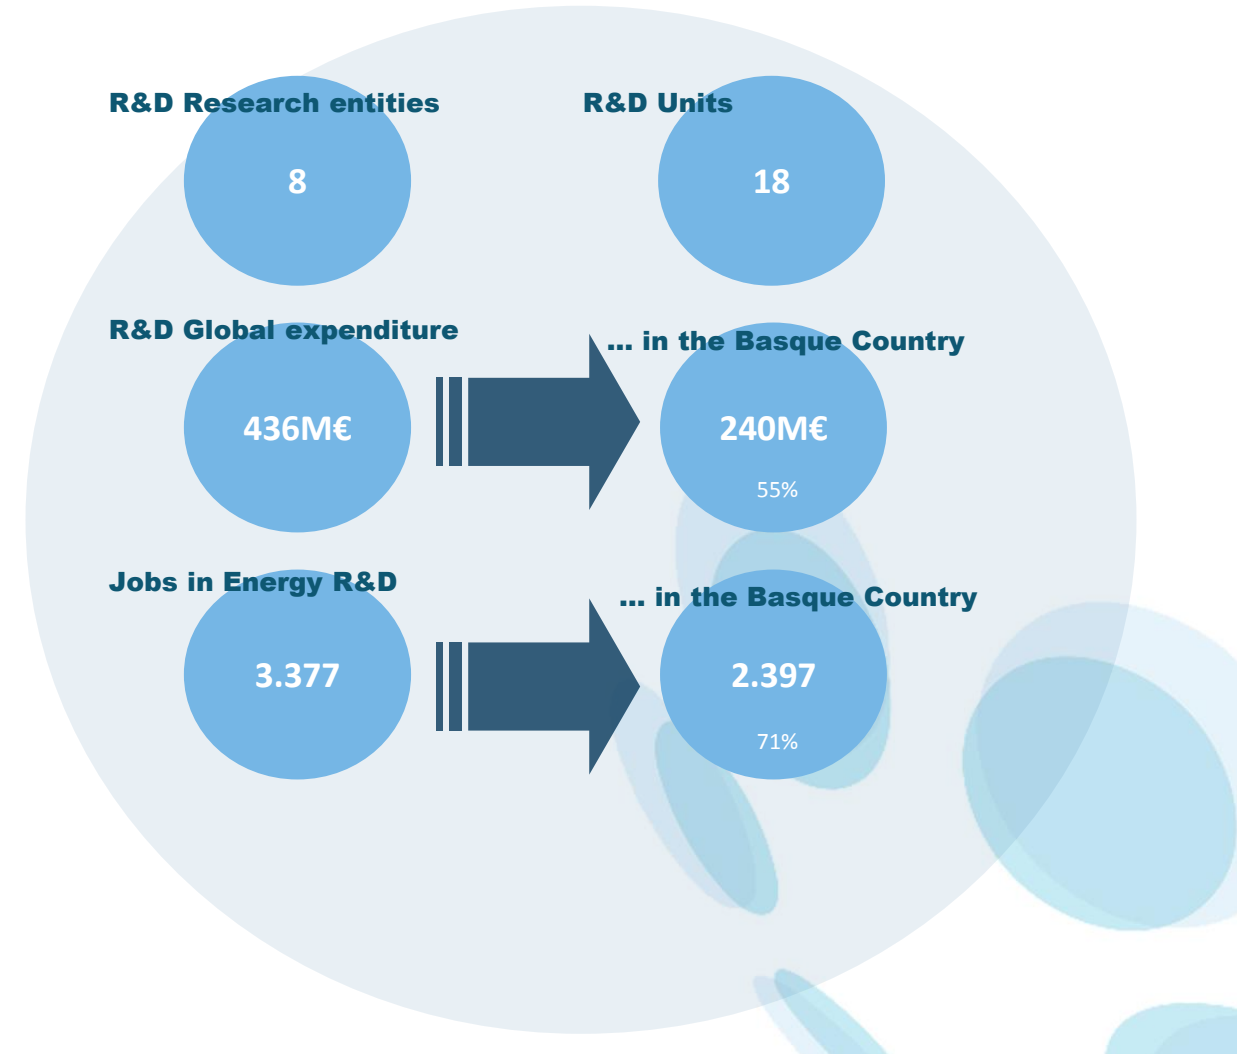 R&D Research entities
8
R&D Units
18
R&D Global expenditure
436M€
... in the Basque Country
240M€
55%
Jobs in Energy R&D
3.377
... in the Basque Country
2.397
71%